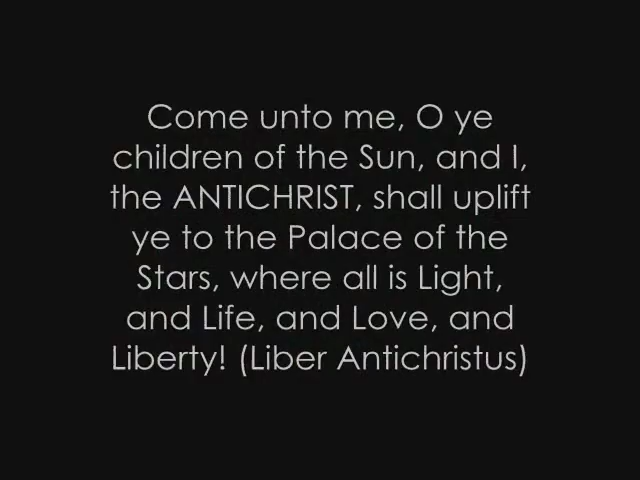 Come unto me, O ye
children of the Sun, and I,
the ANTICHRIST, shall uplift
ye to the Palace of the
Stars, where all is Light,
and Life, and Love, and
Liberty! (Liber Antichristus)